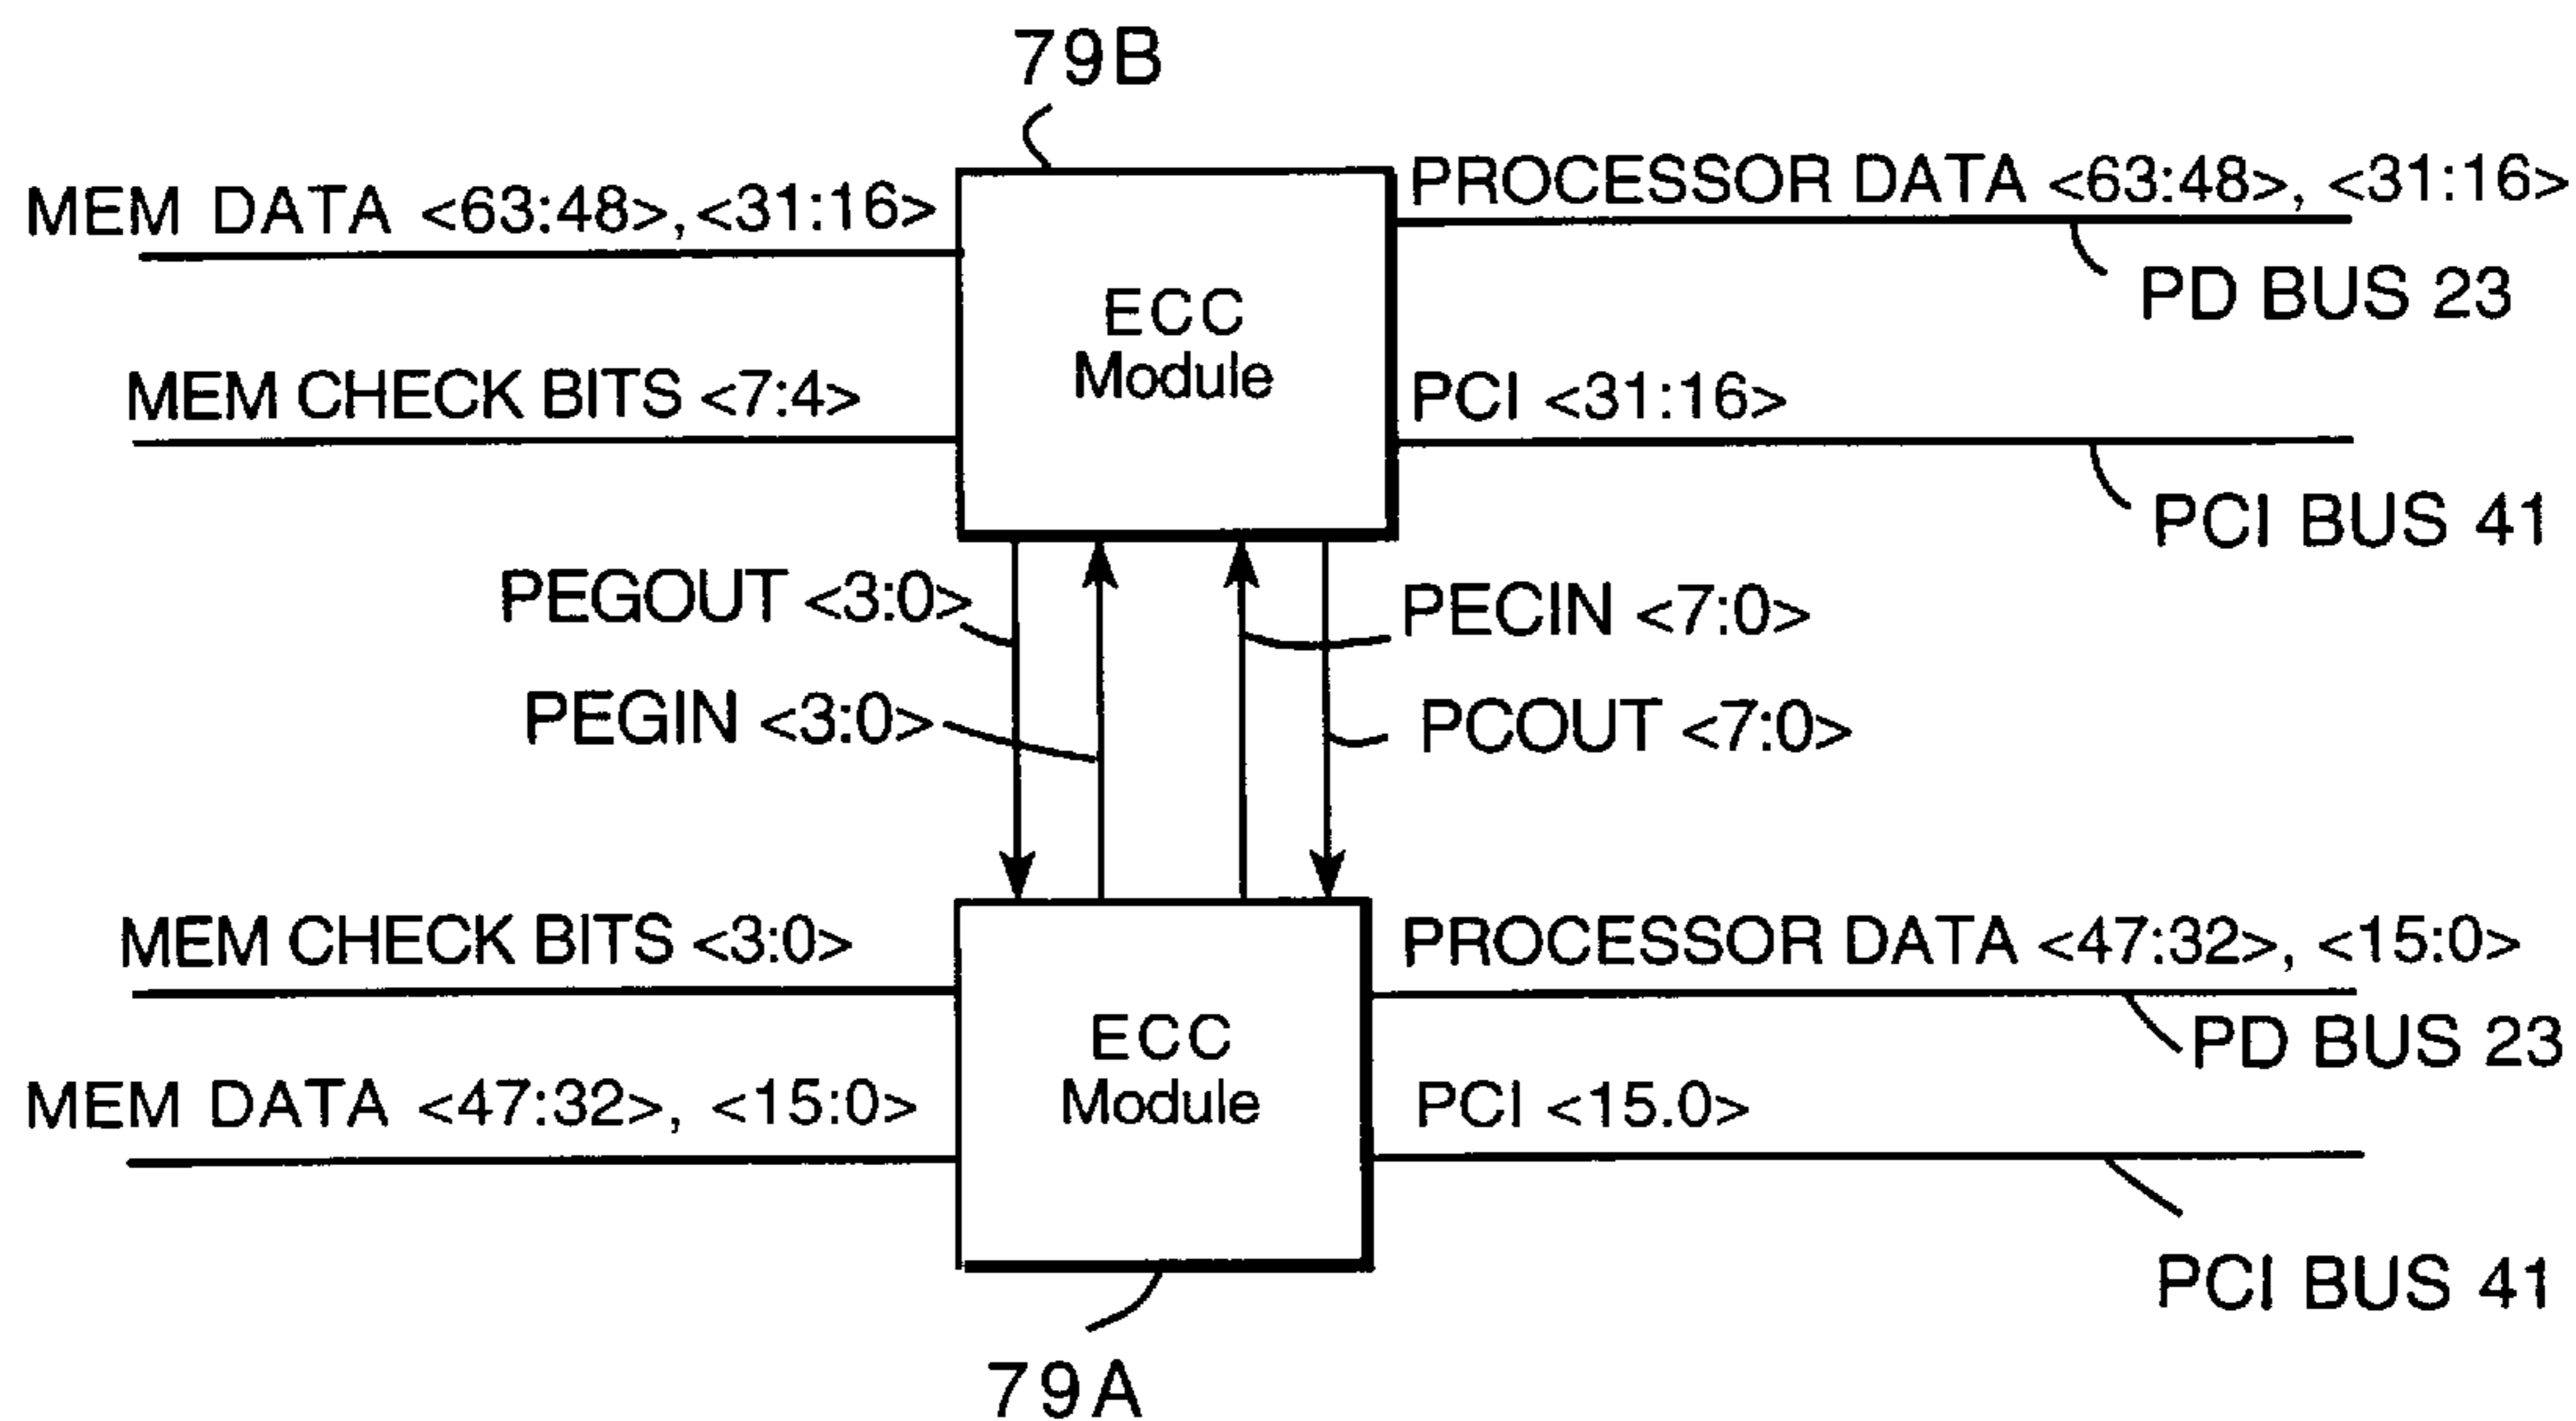 79B
MEM DATA <63:48>, <31:16>
PROCESSOR DATA <63:48>, <31:16>
PD BUS 23
ECC
Module
MEM CHECK BITS <7:4>
PCI <31:16>
PCI BUS 41
PEGOUT <3:0>
PECIN <7:0>
PEGIN <3:0>
PCOUT <7:0>
MEM CHECK BITS <3:0>
PROCESSOR DATA <47:32>, <15:0>
PD BUS 23
ECC
Module
MEM DATA <47:32>, <15:0>
PCI <15.0>
PCI BUS 41
79A